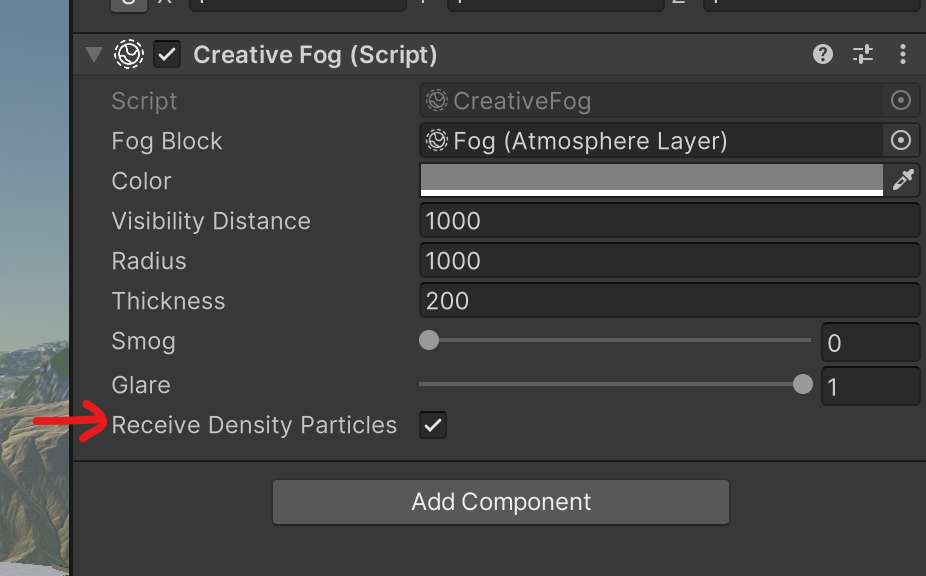 Creative Fog (Script)
Script CreativeFog
Fog Block Fog (Atmosphere Layer)
Color
Visibility Distance 1000
Radius 1000
Thickness 200
Smog 0
Glare 1
Receive Density Particles
Add Component